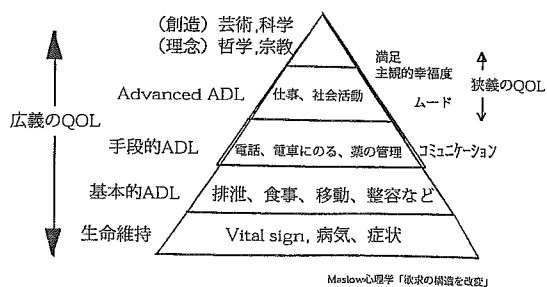 （創造）芸術,科学
（理念）哲学,宗教
満足
主観的幸福度
狭義のQOL
Advanced ADL
仕事、社会活動
ムード
広義のQOL
手段的ADL
電話、電車にのる、薬の管理
コミュニケーション
基本的ADL
排泄、食事、移動、整容など
生命維持
Vital sign, 病気、症状
Maslow心理学「欲求の構造を改変」